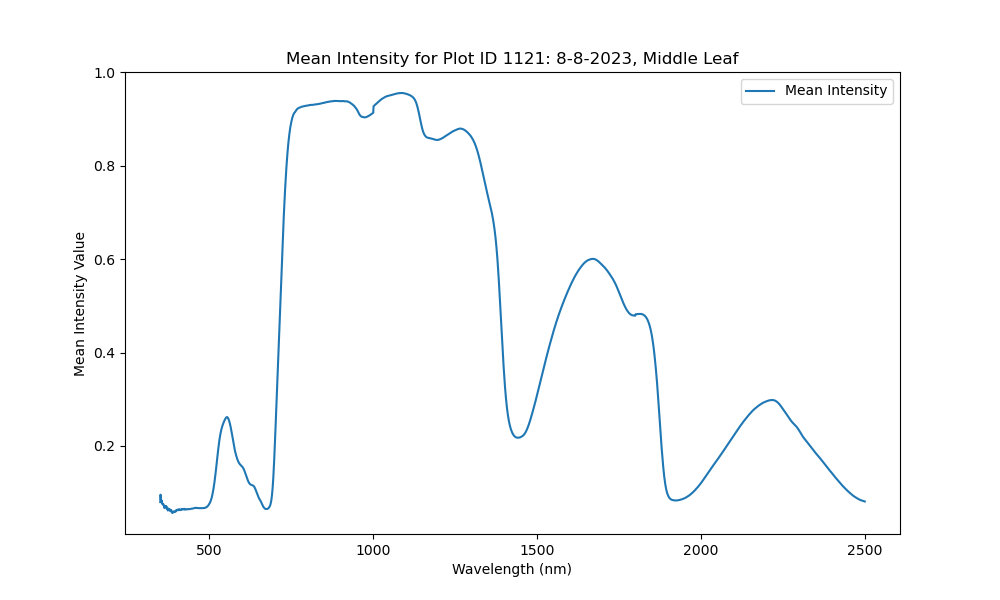 Mean Intensity for Plot ID 1121: 8-8-2023, Middle Leaf
Mean Intensity
Mean Intensity Value
1.0
0.8
0.6
0.4
0.2
500 1000 1500 2000 2500
Wavelength (nm)